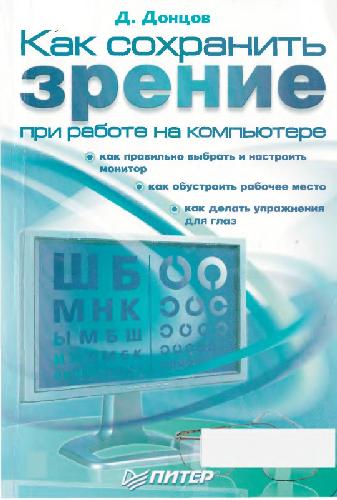 Д. Донцов
Как сохранить
зрение
при работе на компьютере
как правильно выбрать и настроить
монитор
как обустроить рабочее место
как делать упражнения
для глаз
Ш Б
М Н К
Ы М Б Ш
ПИТЕР